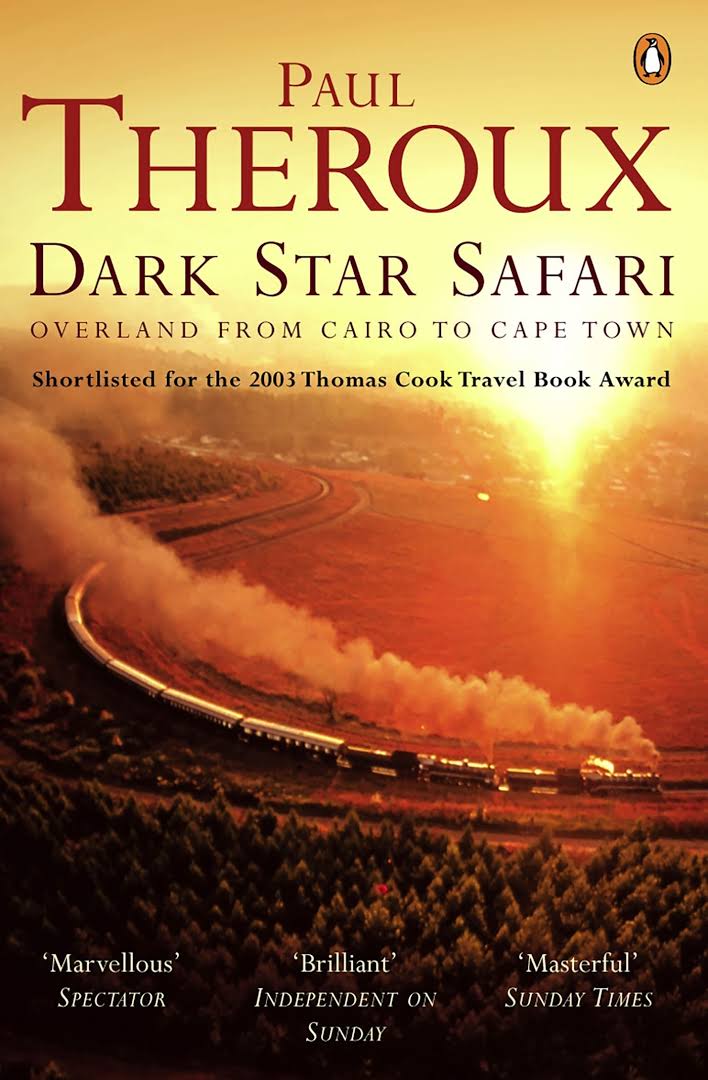 PAUL
THEROUX
DARK STAR SAFARI
OVERLAND FROM CAIRO TO CAPE TOWN
Shortlisted for the 2003 Thomas Cook Travel Book Award
‘Marvellous’
SPECTATOR
‘Brilliant’
INDEPENDENT ON
SUNDAY
‘Masterful’
SUNDAY TIMES